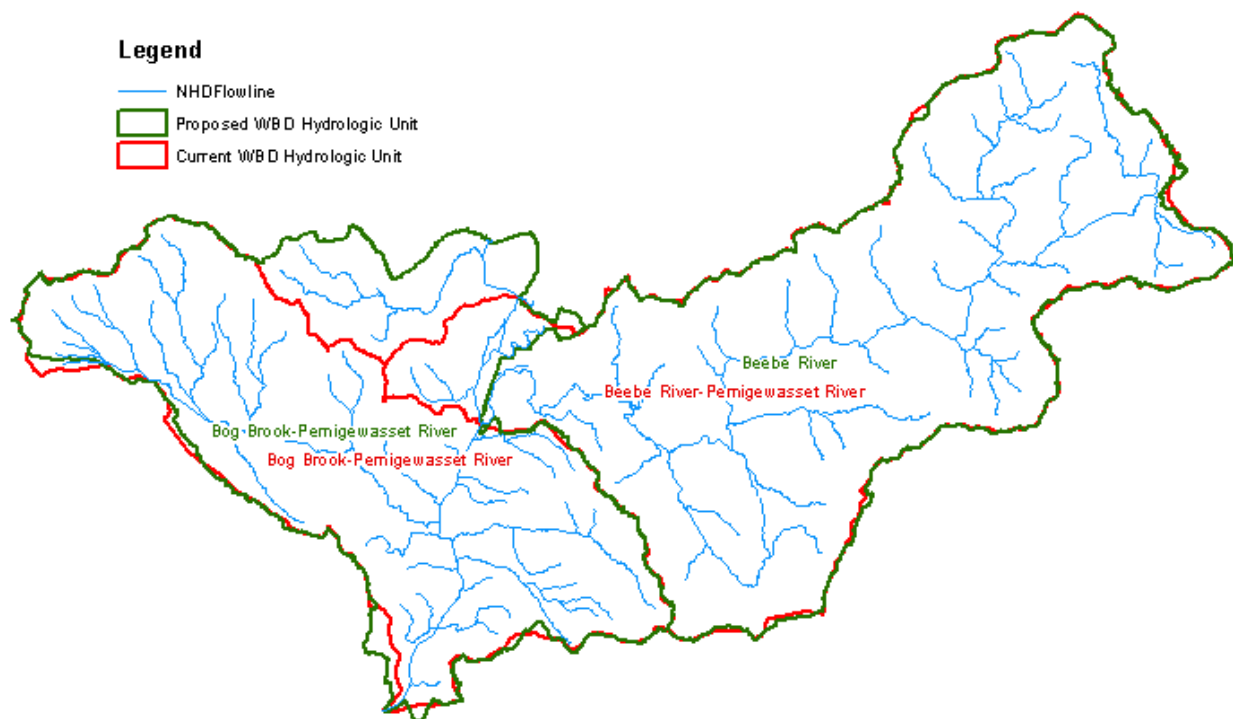 Legend
NHDFlowline
Proposed WBD Hydrologic Unit
Current WBD Hydrologic Unit
Beebe River
Beebe River-Pemigewasset River
Bog Brook-Pemigewasset River
Bog Brook-Pemigewasset River